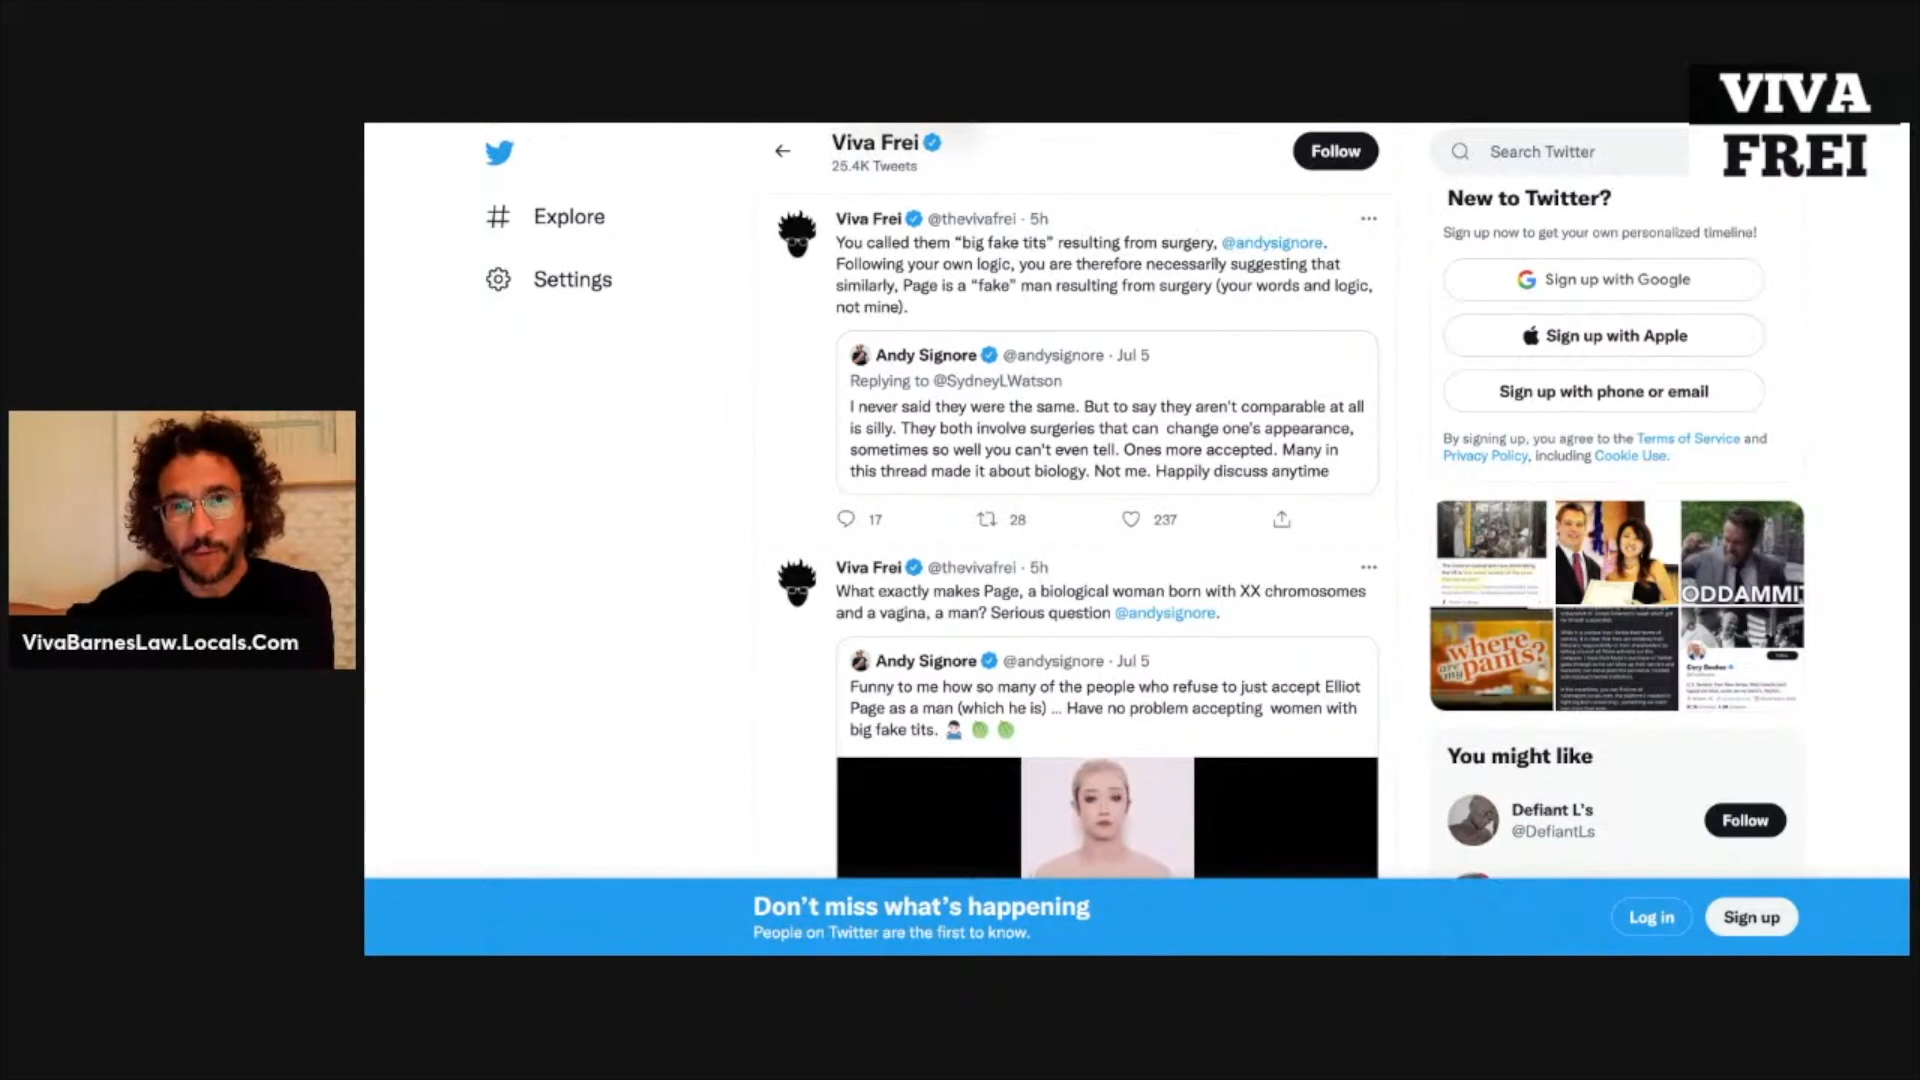 VIVA
FREI
Viva Frei
25.4K Tweets
Follow
Search Twitter
Explore
Settings
Viva Frei @thevivafrei · 5h
You called them “big fake tits” resulting from surgery, @andysignore.
Following your own logic, you are therefore necessarily suggesting that
similarly, Page is a “fake” man resulting from surgery (your words and logic,
not mine).
Andy Signore @andysignore · Jul 5
Replying to @SydneyLWatson
I never said they were the same. But to say they aren't comparable at all
is silly. They both involve surgeries that can change one's appearance,
sometimes so well you can't even tell. Ones more accepted. Many in
this thread made it about biology. Not me. Happily discuss anytime
17 28 237
Viva Frei @thevivafrei · 5h
What exactly makes Page, a biological woman born with XX chromosomes
and a vagina, a man? Serious question @andysignore.
Andy Signore @andysignore · Jul 5
Funny to me how so many of the people who refuse to just accept Elliot
Page as a man (which he is) ... Have no problem accepting women with
big fake tits.
New to Twitter?
Sign up now to get your own personalized timeline!
Sign up with Google
Sign up with Apple
Sign up with phone or email
By signing up, you agree to the Terms of Service and
Privacy Policy, including Cookie Use.
ODDAMMIT
where
are my
pants?
Cory Booker
You might like
Defiant L's
@DefiantLs
Follow
Don’t miss what’s happening
People on Twitter are the first to know.
Log in
Sign up
VivaBarnesLaw.Locals.Com